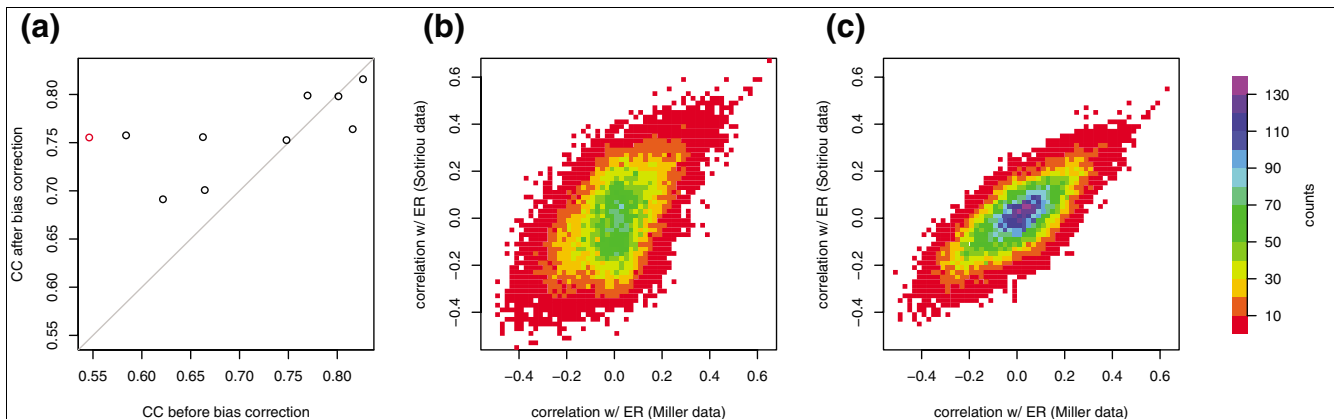 (a)
CC after bias correction
0.80
0.75
0.70
0.65
0.60
0.55
0.55 0.60 0.65 0.70 0.75 0.80
CC before bias correction
(b)
correlation w/ ER (Sotiriou data)
0.6
0.4
0.2
0.0
−0.2
−0.4
−0.4 −0.2 0.0 0.2 0.4 0.6
correlation w/ ER (Miller data)
(c)
correlation w/ ER (Sotiriou data)
0.6
0.4
0.2
0.0
−0.2
−0.4
−0.4 −0.2 0.0 0.2 0.4 0.6
correlation w/ ER (Miller data)
130
110
90
70
50
30
10
counts